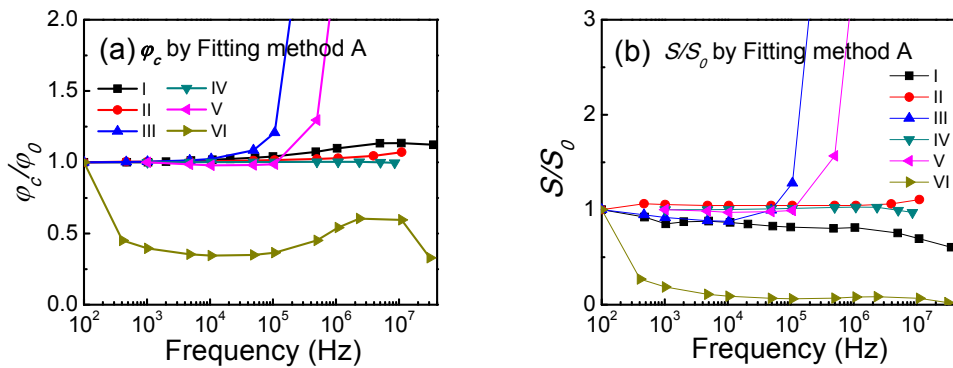 (a) φc by Fitting method A
I
II
III
IV
V
VI
φc/φ0
2.0
1.5
1.0
0.5
0.0
10^2 10^3 10^4 10^5 10^6 10^7
Frequency (Hz)
(b) S/S0 by Fitting method A
I
II
III
IV
V
VI
S/S0
3
2
1
0
10^2 10^3 10^4 10^5 10^6 10^7
Frequency (Hz)